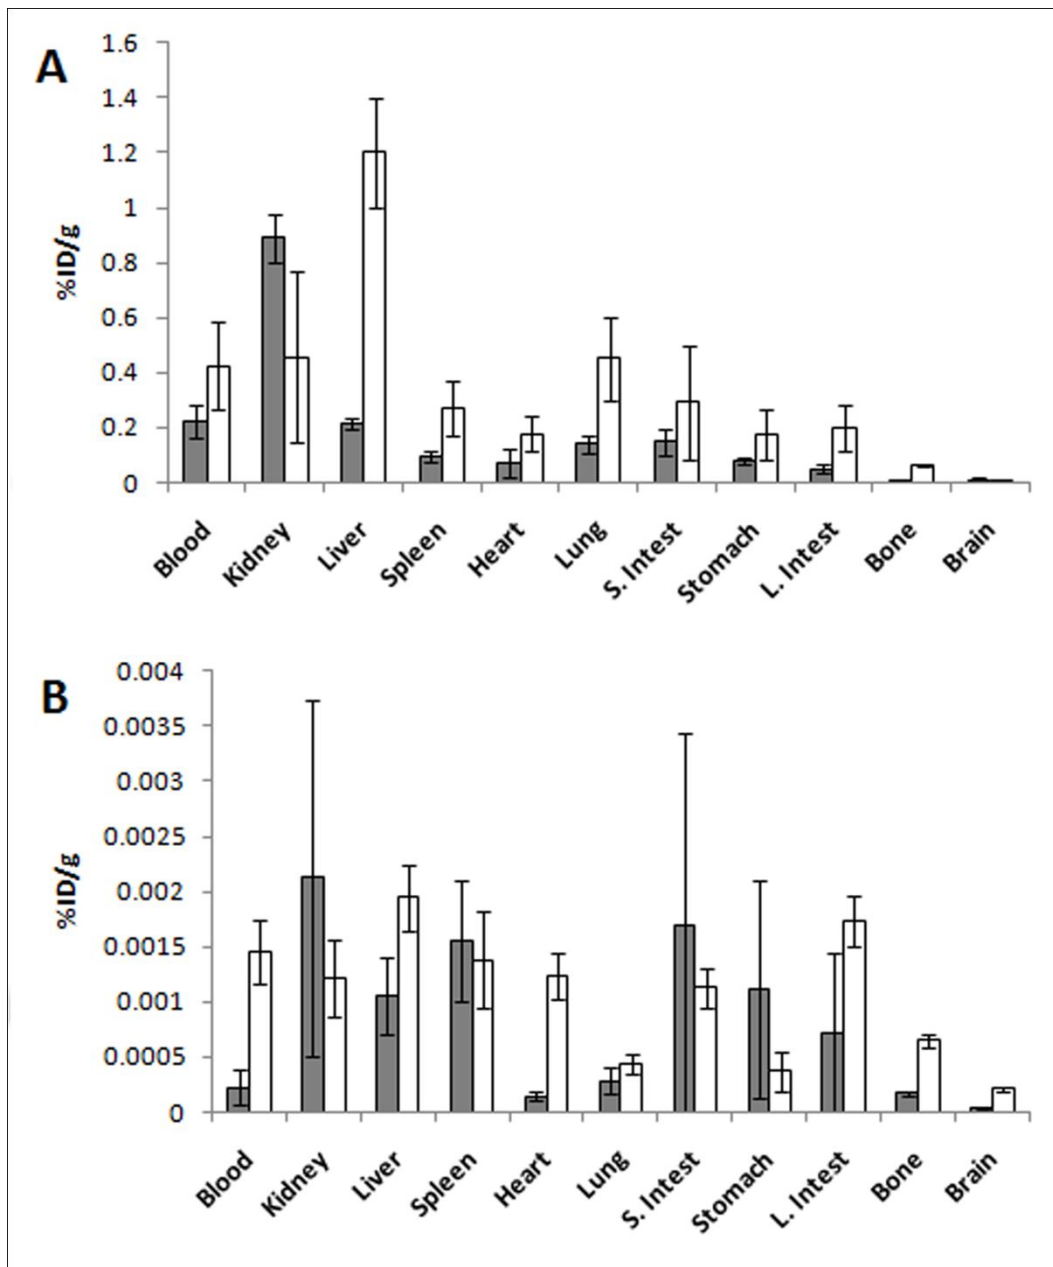 A
1.6
1.4
1.2
1
0.8
0.6
0.4
0.2
0
%ID/g
Blood
Kidney
Liver
Spleen
Heart
Lung
S. Intest
Stomach
L. Intest
Bone
Brain
B
0.004
0.0035
0.003
0.0025
0.002
0.0015
0.001
0.0005
0
%ID/g
Blood
Kidney
Liver
Spleen
Heart
Lung
S. Intest
Stomach
L. Intest
Bone
Brain